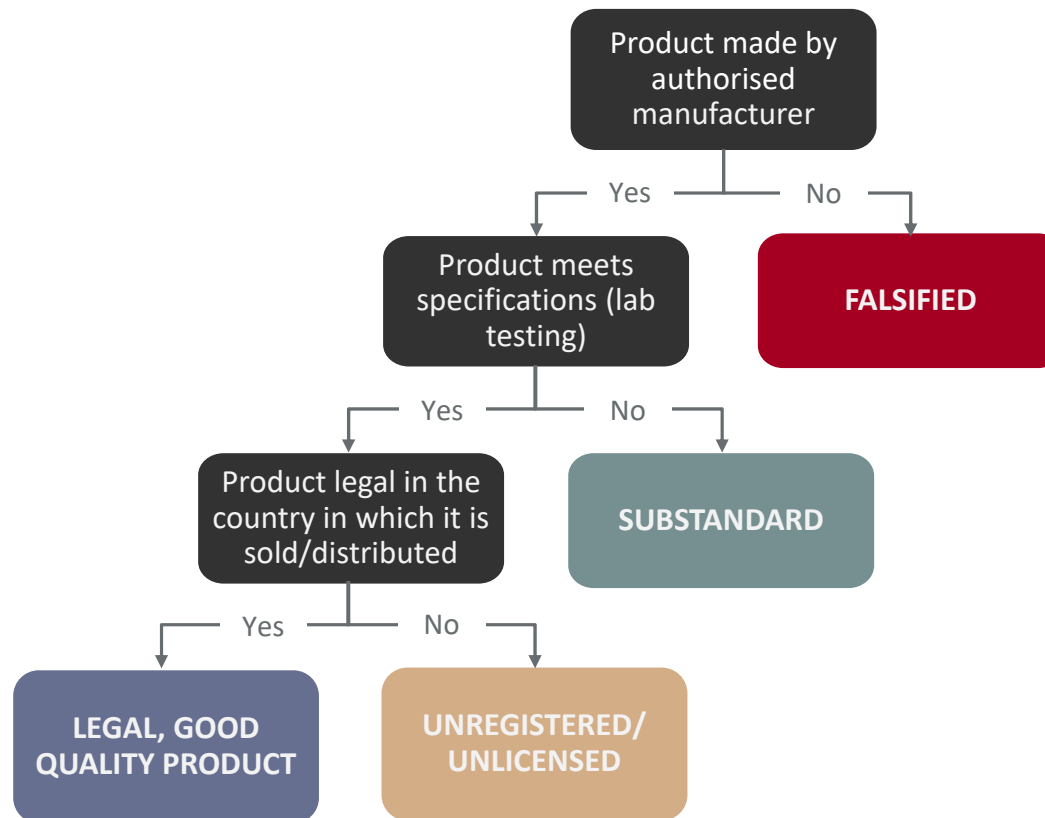 Product made by
authorised
manufacturer
Yes
No
Product meets
specifications (lab
testing)
FALSIFIED
Yes
No
Product legal in the
country in which it is
sold/distributed
SUBSTANDARD
Yes
No
LEGAL, GOOD
QUALITY PRODUCT
UNREGISTERED/
UNLICENSED